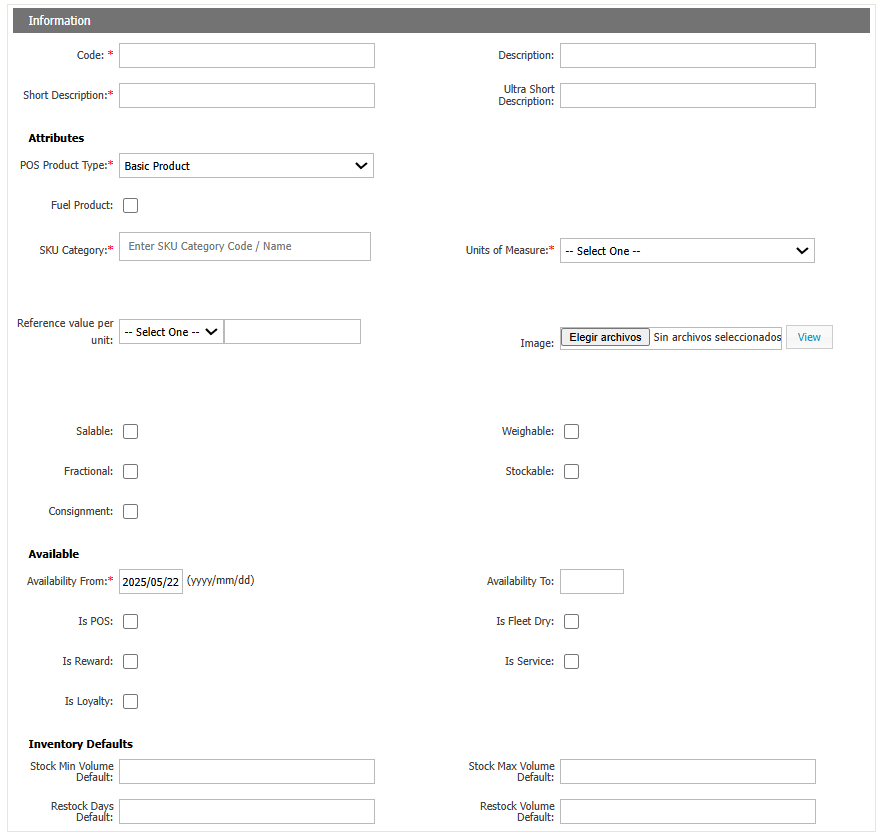 Information
Code: *
Description:
Short Description:*
Ultra Short
Description:
Attributes
POS Product Type:*
Basic Product
Fuel Product:
SKU Category:*
Enter SKU Category Code / Name
Units of Measure:*
-- Select One --
Reference value per
unit:
-- Select One --
Image:
Elegir archivos
Sin archivos seleccionados
View
Salable:
Weighable:
Fractional:
Stockable:
Consignment:
Available
Availability From:*
2025/05/22
(yyyy/mm/dd)
Availability To:
Is POS:
Is Fleet Dry:
Is Reward:
Is Service:
Is Loyalty:
Inventory Defaults
Stock Min Volume
Default:
Stock Max Volume
Default:
Restock Days
Default:
Restock Volume
Default: